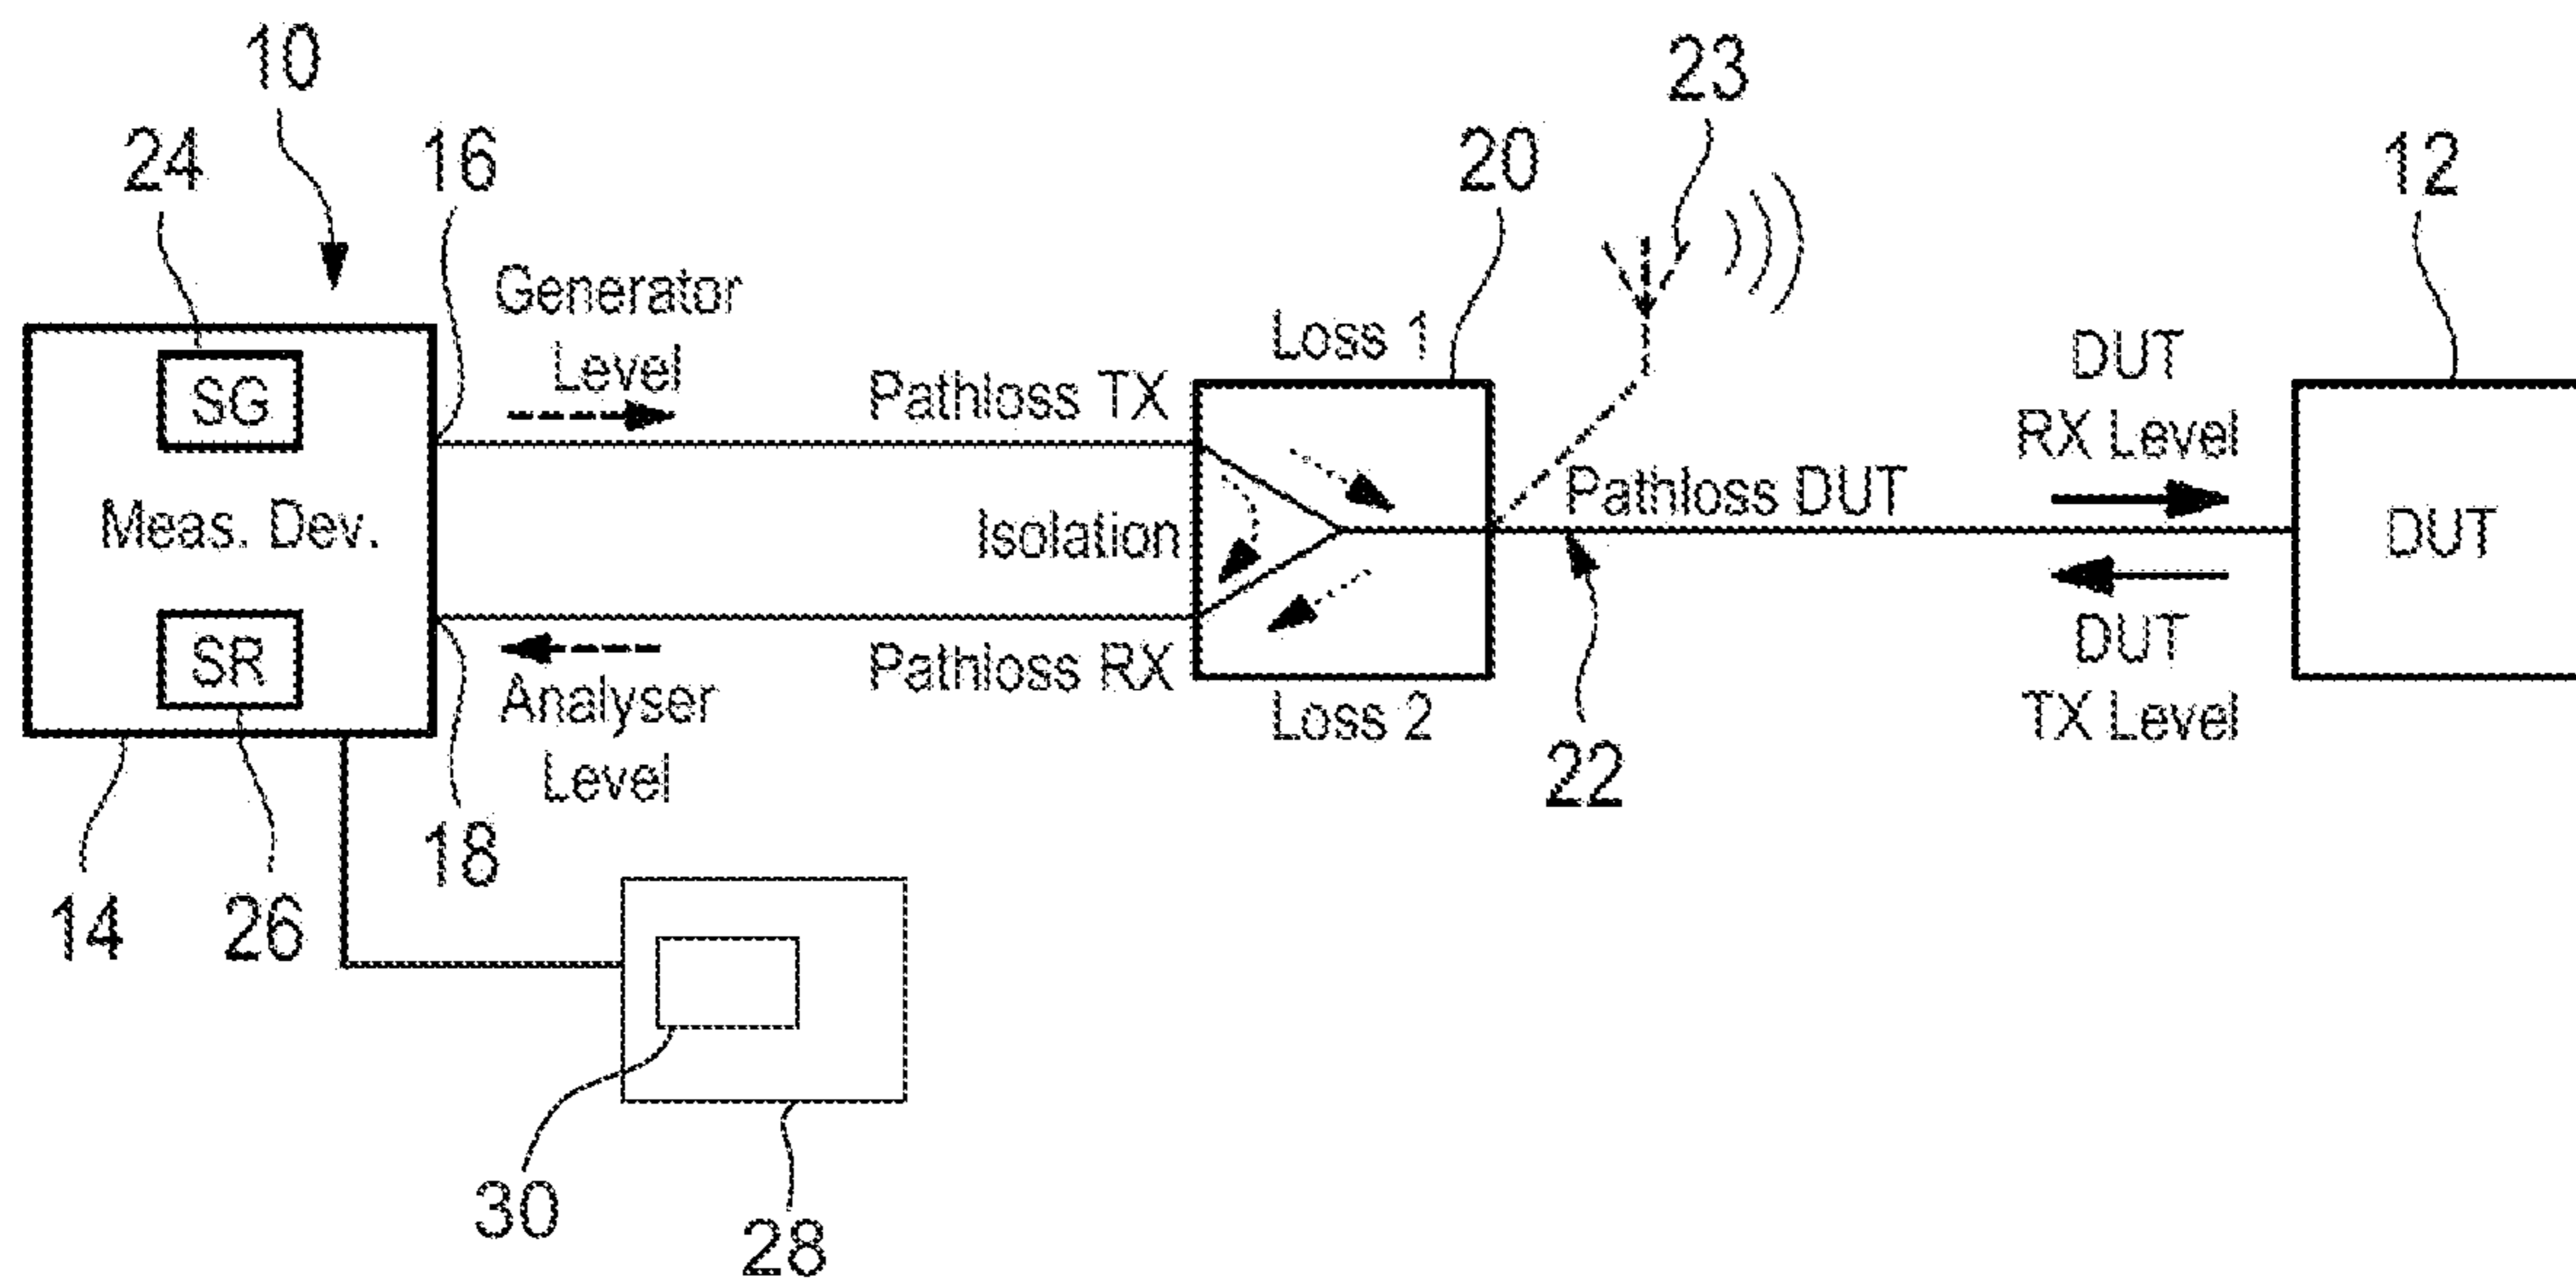 10
23
24
16
20
12
Generator
Level
Loss 1
DUT
RX Level
SG
Pathloss TX
Pathloss DUT
Meas. Dev.
Isolation
DUT
SR
Pathloss RX
DUT
TX Level
Analyser
Level
Loss 2
22
18
14
26
30
28